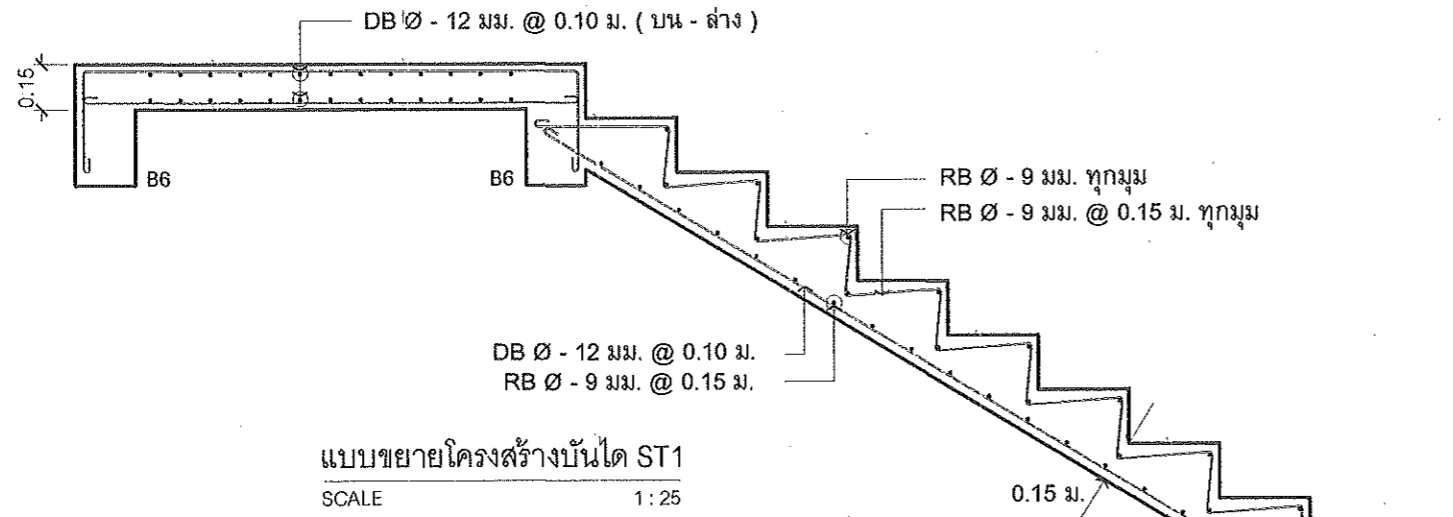 DB Ø - 12 มม. @ 0.10 ม. ( บน - ล่าง )
0.15
B6
B6
RB Ø - 9 มม. ทุกมุม
RB Ø - 9 มม. @ 0.15 ม. ทุกมุม
DB Ø - 12 มม. @ 0.10 ม.
RB Ø - 9 มม. @ 0.15 ม.
แบบขยายโครงสร้างบันได ST1
SCALE 1 : 25
0.15 ม.